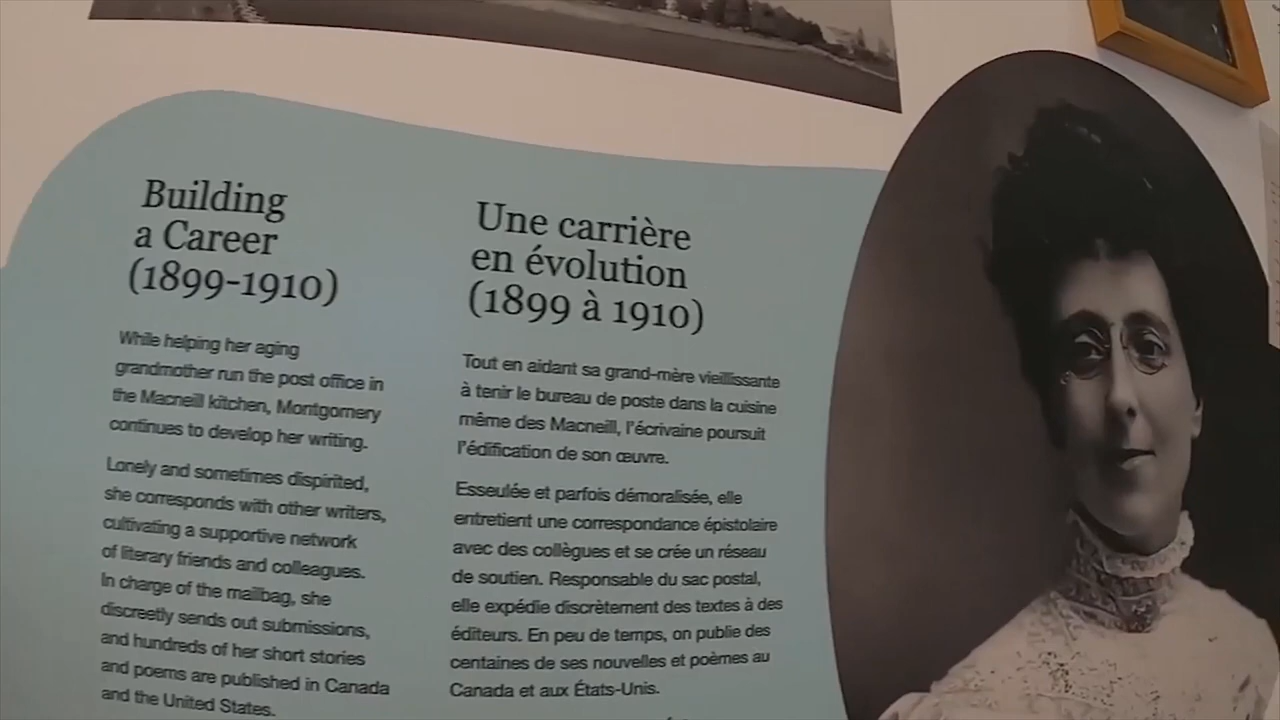 Building
a Career
(1899-1910)
While helping her aging
grandmother run the post office in
the Macneill kitchen, Montgomery
continues to develop her writing.
Lonely and sometimes dispirited,
she corresponds with other writers,
cultivating a supportive network
of literary friends and colleagues.
In charge of the mailbag, she
discreetly sends out submissions,
and hundreds of her short stories
and poems are published in Canada
and the United States.
Une carrière
en évolution
(1899 à 1910)
Tout en aidant sa grand-mère vieillissante
à tenir le bureau de poste dans la cuisine
même des Macneill, l'écrivaine poursuit
l'édification de son œuvre.
Esseulée et parfois démoralisée, elle
entretient une correspondance épistolaire
avec des collègues et se crée un réseau
de soutien. Responsable du sac postal,
elle expédie discrètement des textes à des
éditeurs. En peu de temps, on publie des
centaines de ses nouvelles et poèmes au
Canada et aux États-Unis.